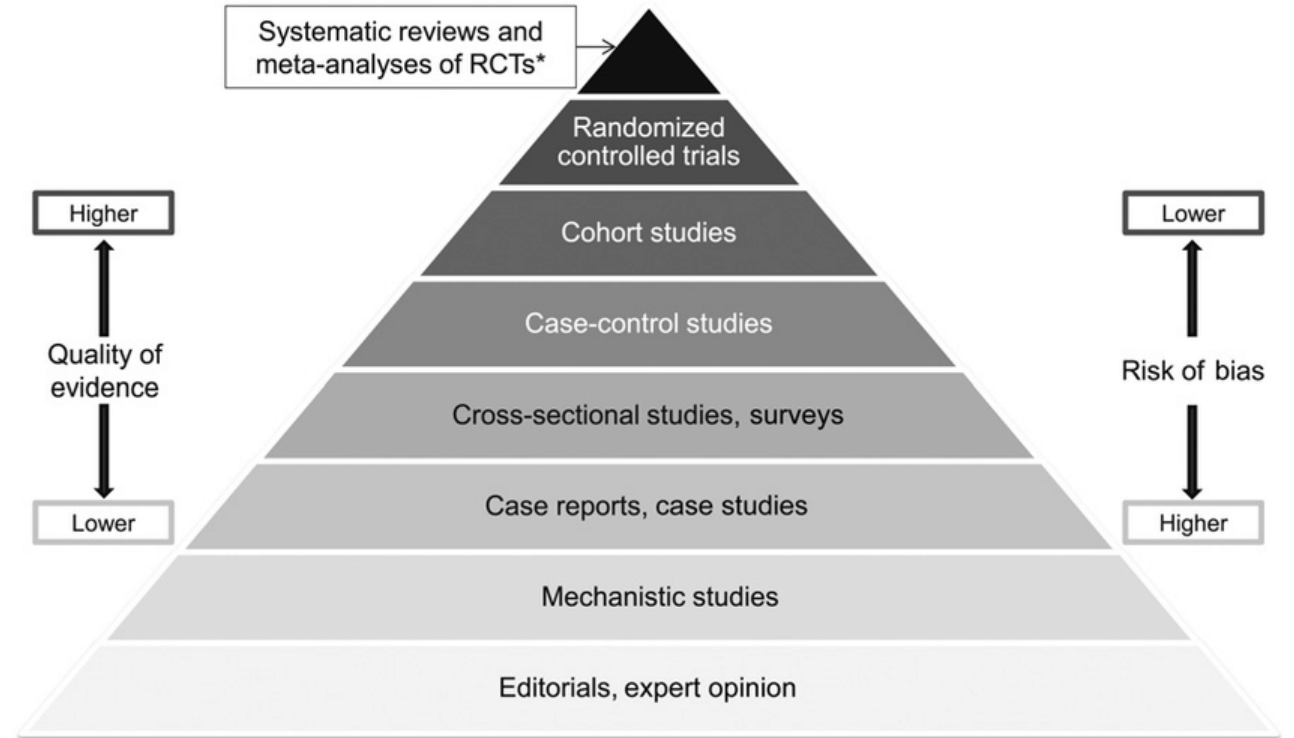 Systematic reviews and
meta-analyses of RCTs*
Randomized
controlled trials
Higher
Lower
Cohort studies
Case-control studies
Quality of
evidence
Risk of bias
Cross-sectional studies, surveys
Case reports, case studies
Lower
Higher
Mechanistic studies
Editorials, expert opinion